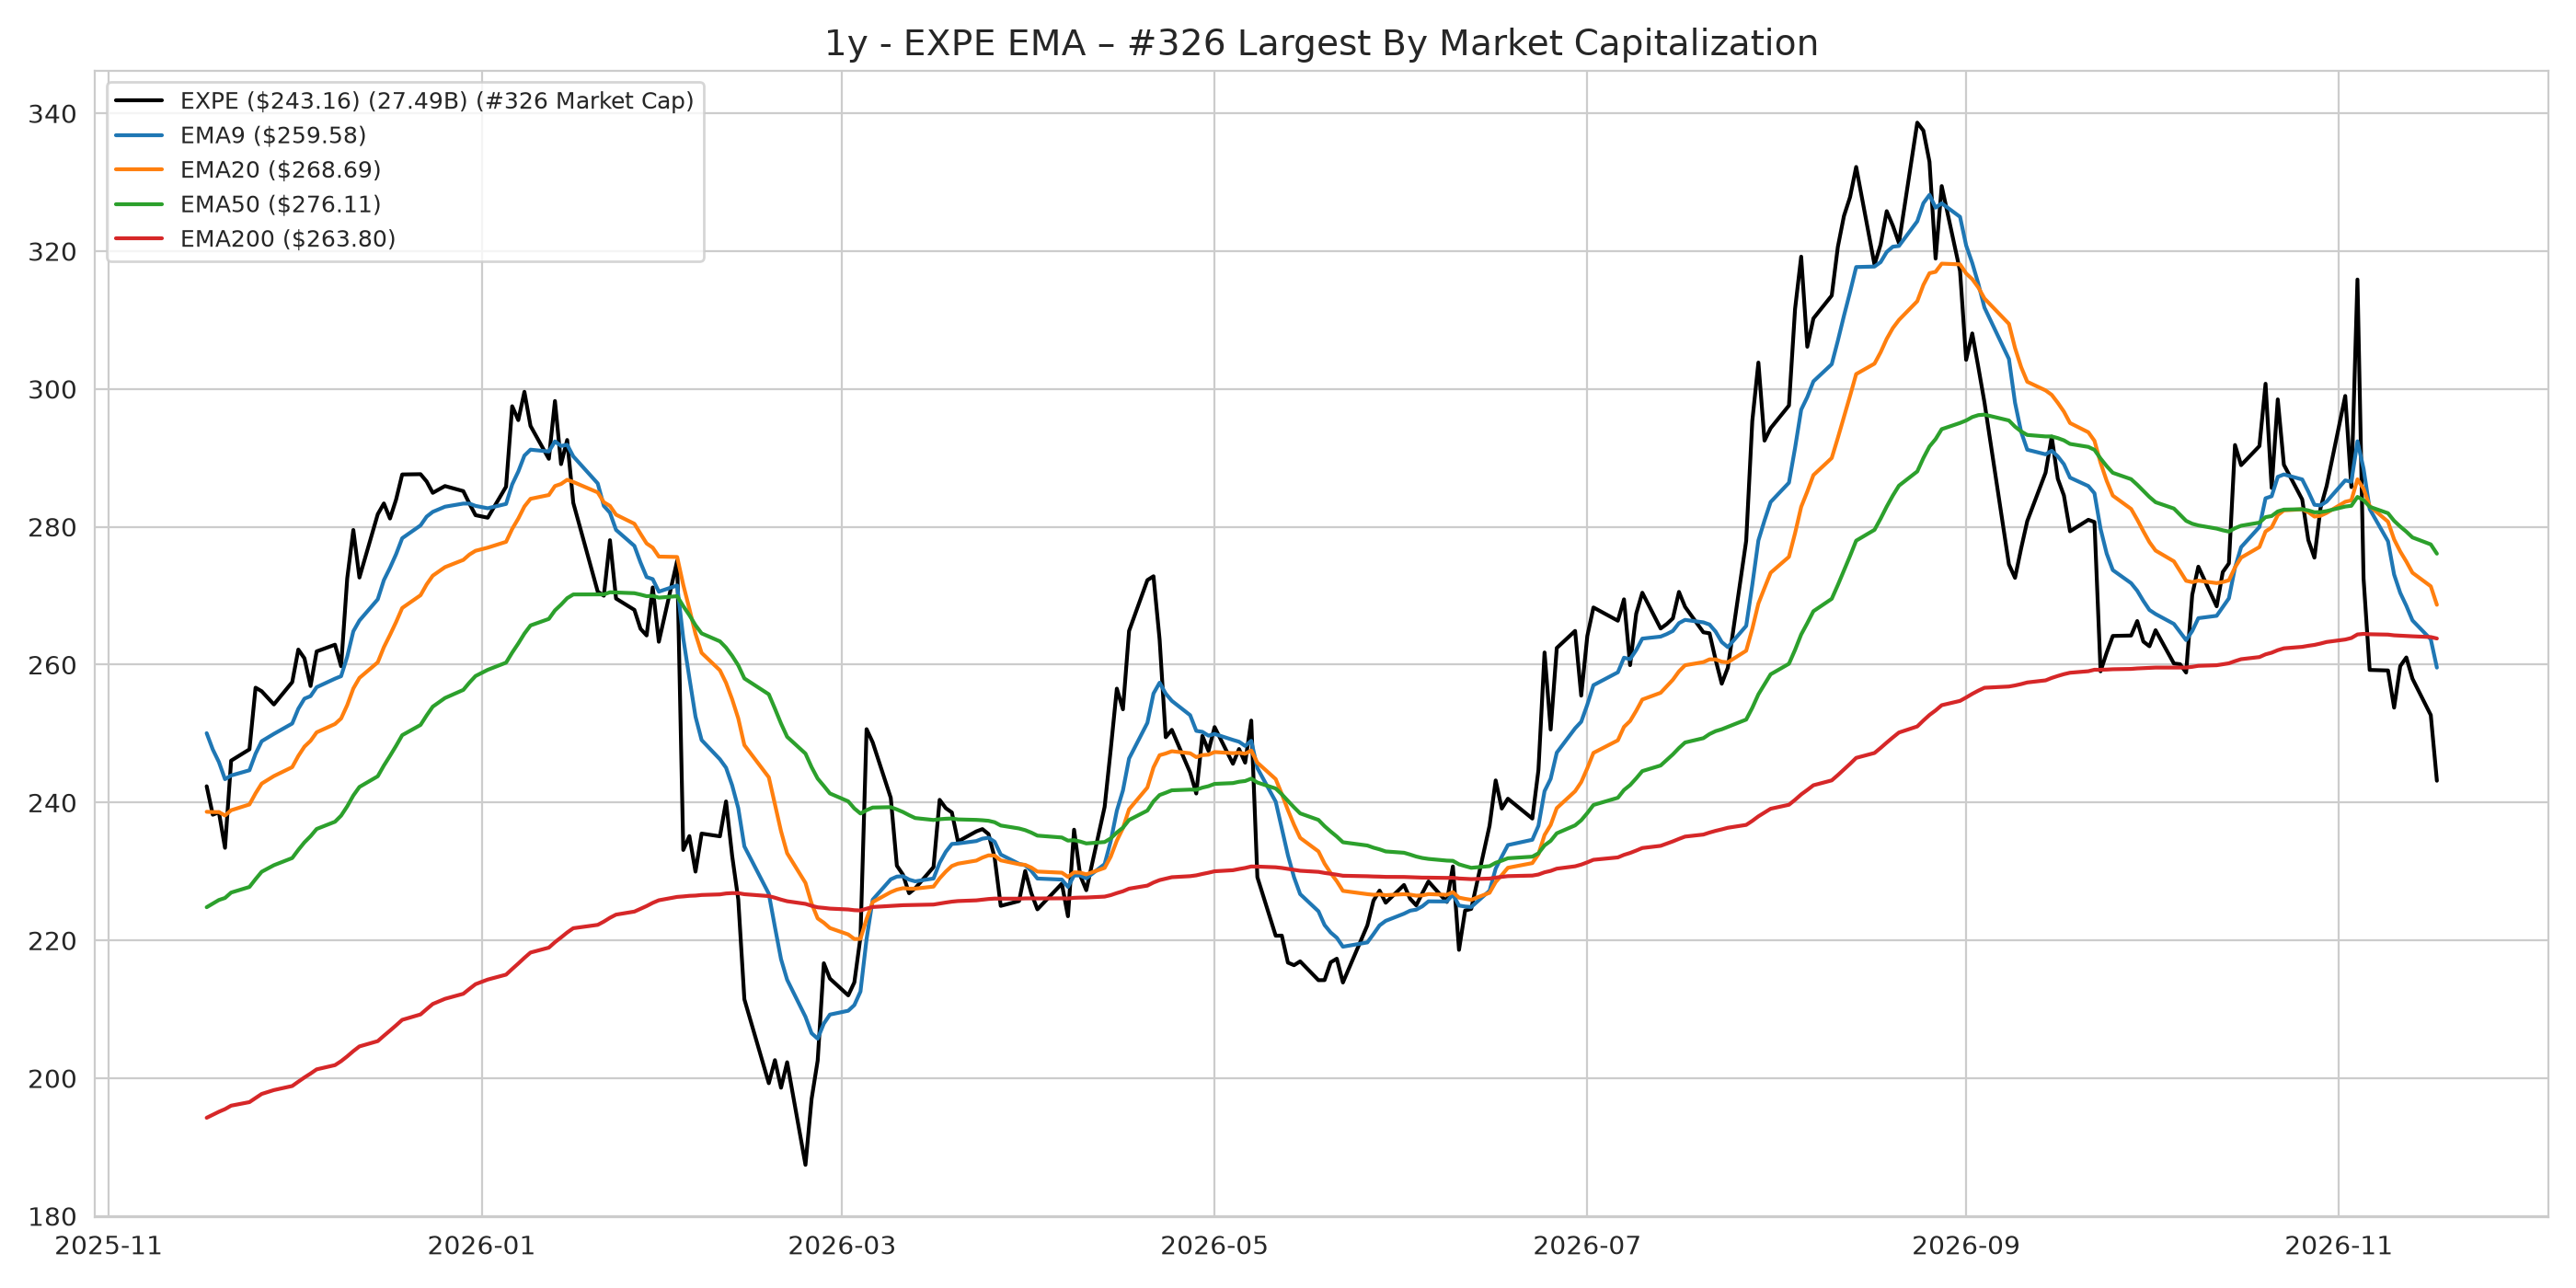 1y - EXPE EMA – #326 Largest By Market Capitalization
EXPE ($243.16) (27.49B) (#326 Market Cap)
EMA9 ($259.58)
EMA20 ($268.69)
EMA50 ($276.11)
EMA200 ($263.80)
340
320
300
280
260
240
220
200
180
2025-11 2026-01 2026-03 2026-05 2026-07 2026-09 2026-11